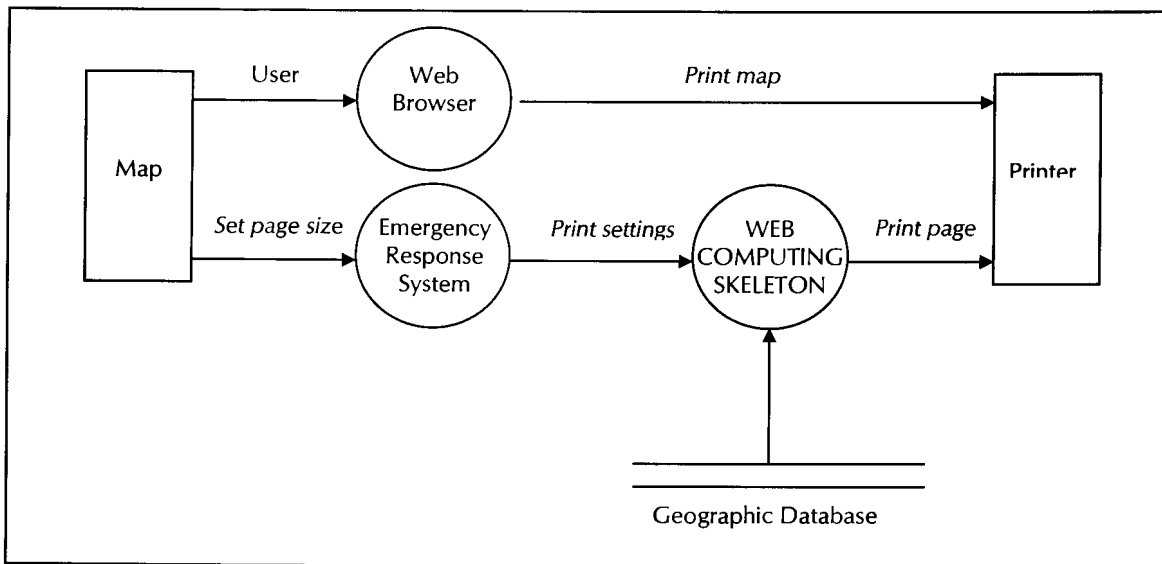 User
Web
Browser
Print map
Map
Printer
Set page size
Emergency
Response
System
Print settings
WEB
COMPUTING
SKELETON
Print page
Geographic Database